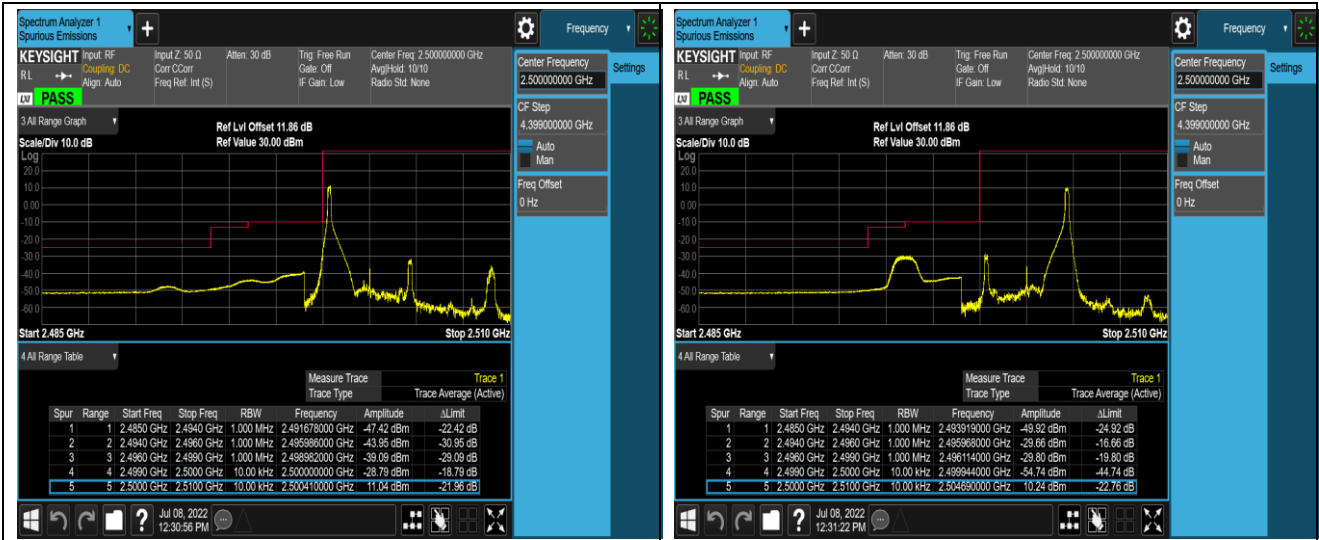 Spectrum Analyzer 1
Spurious Emissions
+
Frequency
KEYSIGHT Input: RF Input Z: 50 Ω Atten: 30 dB Trig: Free Run Center Freq: 2.500000000 GHz
Coupling: DC Corr CCorr Gate: Off Avg|Hold: 10/10
R L Align: Auto Freq Ref: Int (S) IF Gain: Low Radio Std: None
LXI PASS
Center Frequency
2.500000000 GHz
Settings
CF Step
4.399000000 GHz
Auto
Man
Freq Offset
0 Hz
3 All Range Graph
Ref Lvl Offset 11.86 dB
Scale/Div 10.0 dB Ref Value 30.00 dBm
Log
20.0
10.0
0.00
-10.0
-20.0
-30.0
-40.0
-50.0
-60.0
Start 2.485 GHz Stop 2.510 GHz
4 All Range Table
Measure Trace Trace 1
Trace Type Trace Average (Active)
Spur Range Start Freq Stop Freq RBW Frequency Amplitude ΔLimit
1 1 2.4850 GHz 2.4940 GHz 1.000 MHz 2.491678000 GHz -47.42 dBm -22.42 dB
2 2 2.4940 GHz 2.4960 GHz 1.000 MHz 2.495986000 GHz -43.95 dBm -30.95 dB
3 3 2.4960 GHz 2.4990 GHz 1.000 MHz 2.498982000 GHz -39.09 dBm -29.09 dB
4 4 2.4990 GHz 2.5000 GHz 10.00 kHz 2.500000000 GHz -28.79 dBm -18.79 dB
5 5 2.5000 GHz 2.5100 GHz 10.00 kHz 2.500410000 GHz 11.04 dBm -21.96 dB
?
Jul 08, 2022
12:30:56 PM
Spectrum Analyzer 1
Spurious Emissions
+
Frequency
KEYSIGHT Input: RF Input Z: 50 Ω Atten: 30 dB Trig: Free Run Center Freq: 2.500000000 GHz
Coupling: DC Corr CCorr Gate: Off Avg|Hold: 10/10
R L Align: Auto Freq Ref: Int (S) IF Gain: Low Radio Std: None
LXI PASS
Center Frequency
2.500000000 GHz
Settings
CF Step
4.399000000 GHz
Auto
Man
Freq Offset
0 Hz
3 All Range Graph
Ref Lvl Offset 11.86 dB
Scale/Div 10.0 dB Ref Value 30.00 dBm
Log
20.0
10.0
0.00
-10.0
-20.0
-30.0
-40.0
-50.0
-60.0
Start 2.485 GHz Stop 2.510 GHz
4 All Range Table
Measure Trace Trace 1
Trace Type Trace Average (Active)
Spur Range Start Freq Stop Freq RBW Frequency Amplitude ΔLimit
1 1 2.4850 GHz 2.4940 GHz 1.000 MHz 2.493919000 GHz -49.92 dBm -24.92 dB
2 2 2.4940 GHz 2.4960 GHz 1.000 MHz 2.495968000 GHz -29.66 dBm -16.66 dB
3 3 2.4960 GHz 2.4990 GHz 1.000 MHz 2.496114000 GHz -29.80 dBm -19.80 dB
4 4 2.4990 GHz 2.5000 GHz 10.00 kHz 2.499944000 GHz -54.74 dBm -44.74 dB
5 5 2.5000 GHz 2.5100 GHz 10.00 kHz 2.504690000 GHz 10.24 dBm -22.76 dB
?
Jul 08, 2022
12:31:22 PM